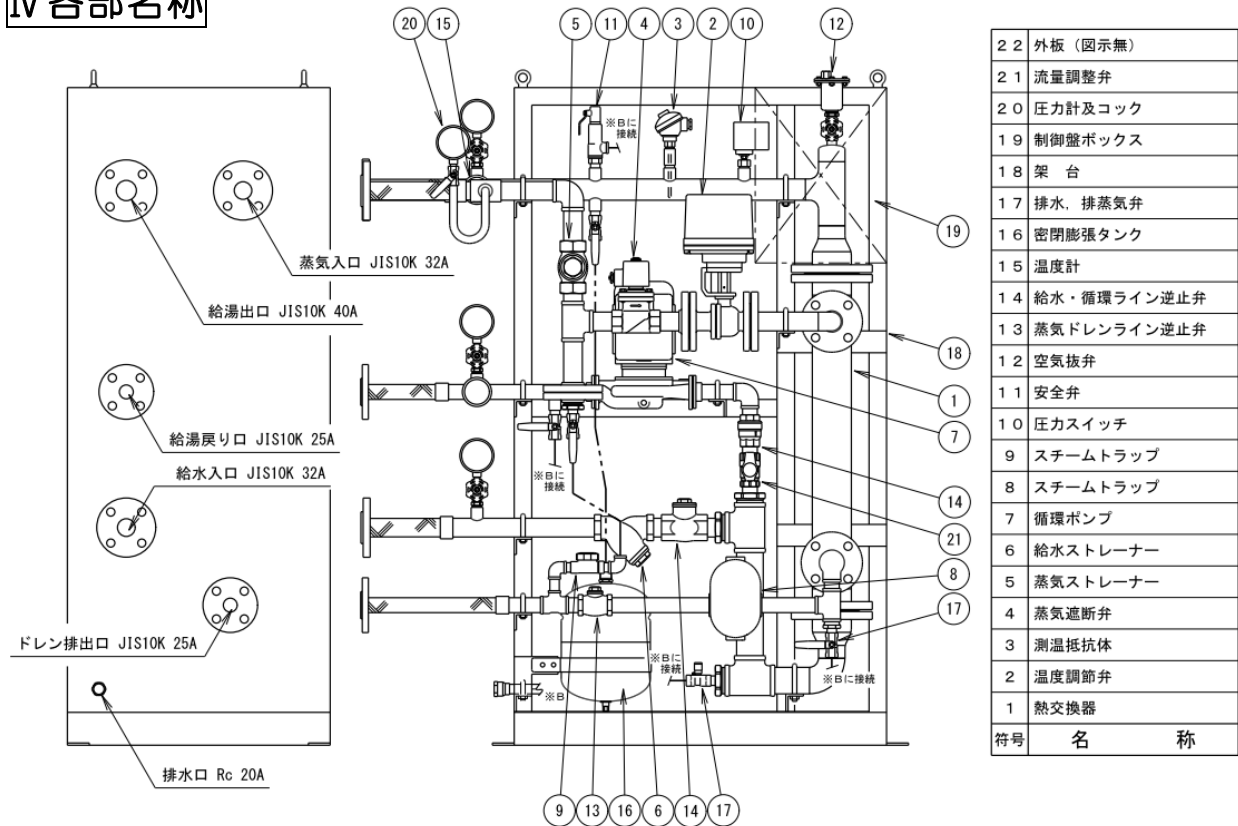 Ⅳ各部名称
20
15
5
11
4
3
2
10
12
※Bに
接続
蒸気入口 JIS10K 32A
給湯出口 JIS10K 40A
給湯戻り口 JIS10K 25A
給水入口 JIS10K 32A
ドレン排出口 JIS10K 25A
排水口 Rc 20A
19
18
1
7
※Bに
接続
※Bに
接続
14
21
8
17
※Bに
接続
※Bに接続
※B
9
13
16
6
14
17
22 外板（図示無）
21 流量調整弁
20 圧力計及コック
19 制御盤ボックス
18 架 台
17 排水，排蒸気弁
16 密閉膨張タンク
15 温度計
14 給水・循環ライン逆止弁
13 蒸気ドレンライン逆止弁
12 空気抜弁
11 安全弁
10 圧力スイッチ
9 スチームトラップ
8 スチームトラップ
7 循環ポンプ
6 給水ストレーナー
5 蒸気ストレーナー
4 蒸気遮断弁
3 測温抵抗体
2 温度調節弁
1 熱交換器
符号 名 称